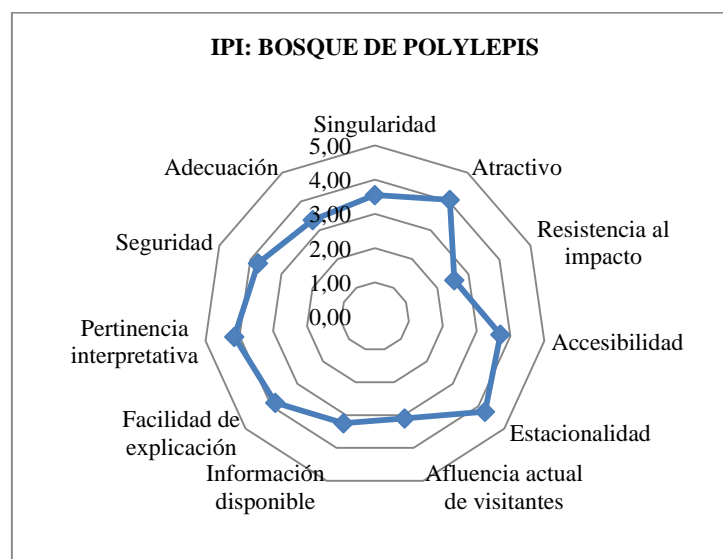 IPI: BOSQUE DE POLYLEPIS
Singularidad
5,00
4,00
3,00
2,00
1,00
0,00
Atractivo
Resistencia al
impacto
Accesibilidad
Estacionalidad
Afluencia actual
de visitantes
Información
disponible
Facilidad de
explicación
Pertinencia
interpretativa
Seguridad
Adecuación